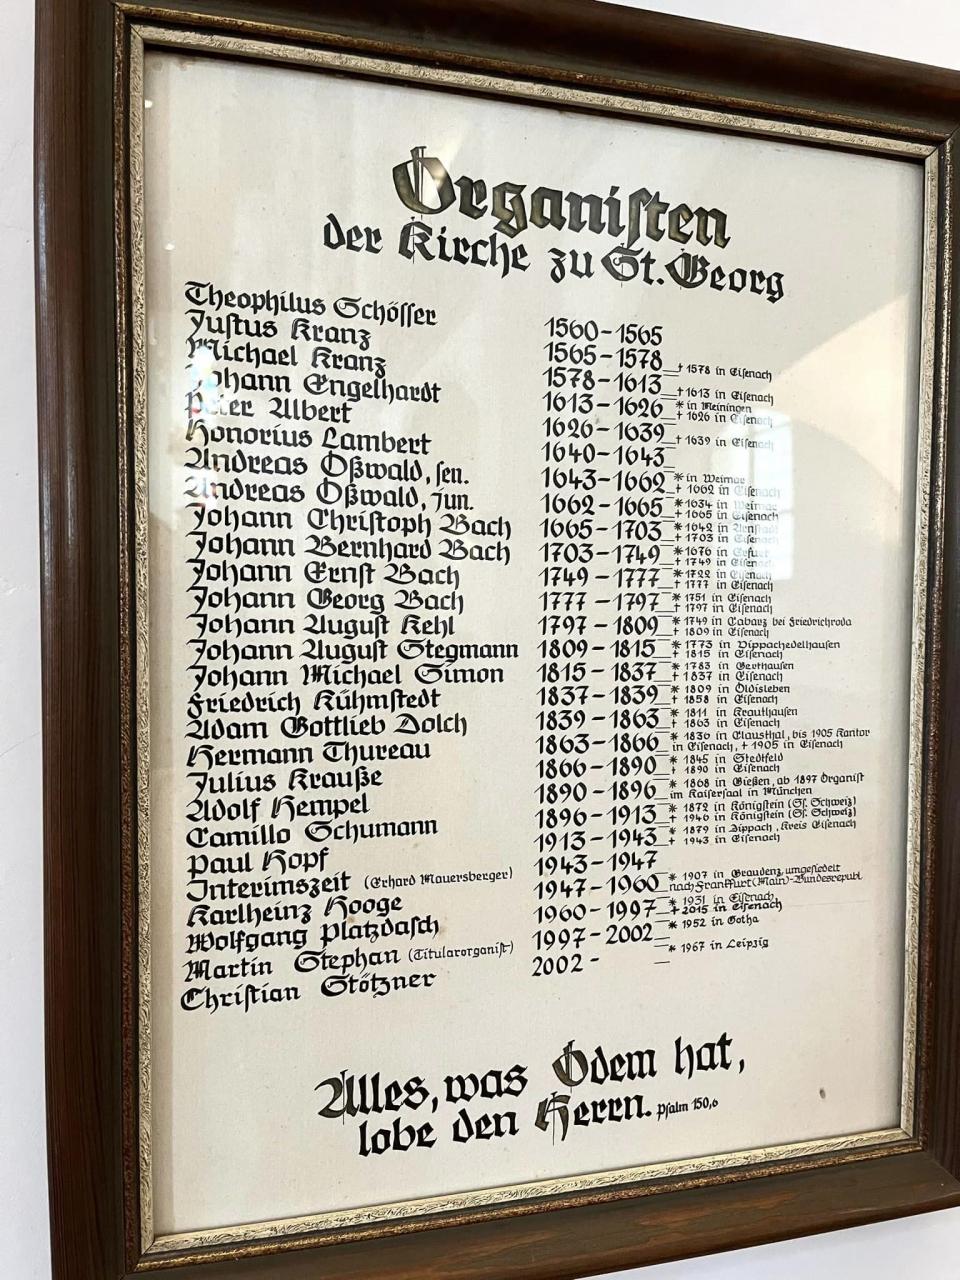 Organisten
der Kirche zu St. Georg
Theophilus Schösser 1560-1565
Justus Kranz 1565-1578 † 1578 in Eisenach
Michael Kranz 1578-1613 † 1613 in Eisenach
Johann Engelhardt 1613-1626 * in Meiningen
† 1626 in Eisenach
Peter Albert 1626-1639 † 1639 in Eisenach
Honorius Lambert 1640-1643
Andreas Oßwald, sen. 1643-1662 * in Weimar
† 1662 in Eisenach
Andreas Oßwald, jun. 1662-1665 * 1634 in Weimar
† 1665 in Eisenach
Johann Christoph Bach 1665-1703 * 1642 in Arnstadt
† 1703 in Eisenach
Johann Bernhard Bach 1703-1749 * 1676 in Erfurt
† 1749 in Eisenach
Johann Ernst Bach 1749-1777 * 1722 in Eisenach
† 1777 in Eisenach
Johann Georg Bach 1777-1797 * 1751 in Eisenach
† 1797 in Eisenach
Johann August Kehl 1797-1809 * 1749 in Cabarz bei Friedrichroda
† 1809 in Eisenach
Johann August Stegmann 1809-1815 * 1773 in Vippachedelhausen
† 1815 in Eisenach
Johann Michael Simon 1815-1837 * 1783 in Gerthausen
† 1837 in Eisenach
Friedrich Kühmstedt 1837-1839 * 1809 in Oldisleben
† 1858 in Eisenach
Adam Gottlieb Dolch 1839-1863 * 1811 in Krauthausen
† 1863 in Eisenach
Hermann Thureau 1863-1866 * 1836 in Clausthal, bis 1905 Kantor
in Eisenach, † 1905 in Eisenach
Julius Krauße 1866-1890 * 1845 in Stedtfeld
† 1890 in Eisenach
Adolf Hempel 1890-1896 * 1868 in Gießen, ab 1897 Organist
im Kaisersaal in München
Camillo Schumann 1896-1913 * 1872 in Königstein (Sf. Schweiz)
† 1946 in Königstein (Sf. Schweiz)
Paul Hopf 1913-1943 * 1879 in Dippach, Kreis Eisenach
† 1943 in Eisenach
Interimszeit (Erhard Mauersberger) 1943-1947
Karlheinz Hooge 1947-1960 * 1907 in Graudenz, umgesiedelt
nach Frankfurt (Main)-Bundesrepubl.
Wolfgang Platzdasch 1960-1997 * 1931 in Eisenach
† 2015 in Eisenach
Martin Stephan (Titularorganist) 1997-2002 * 1952 in Gotha
Christian Stötzner 2002- * 1967 in Leipzig
Alles, was Odem hat,
lobe den Herrn. Psalm 150,6